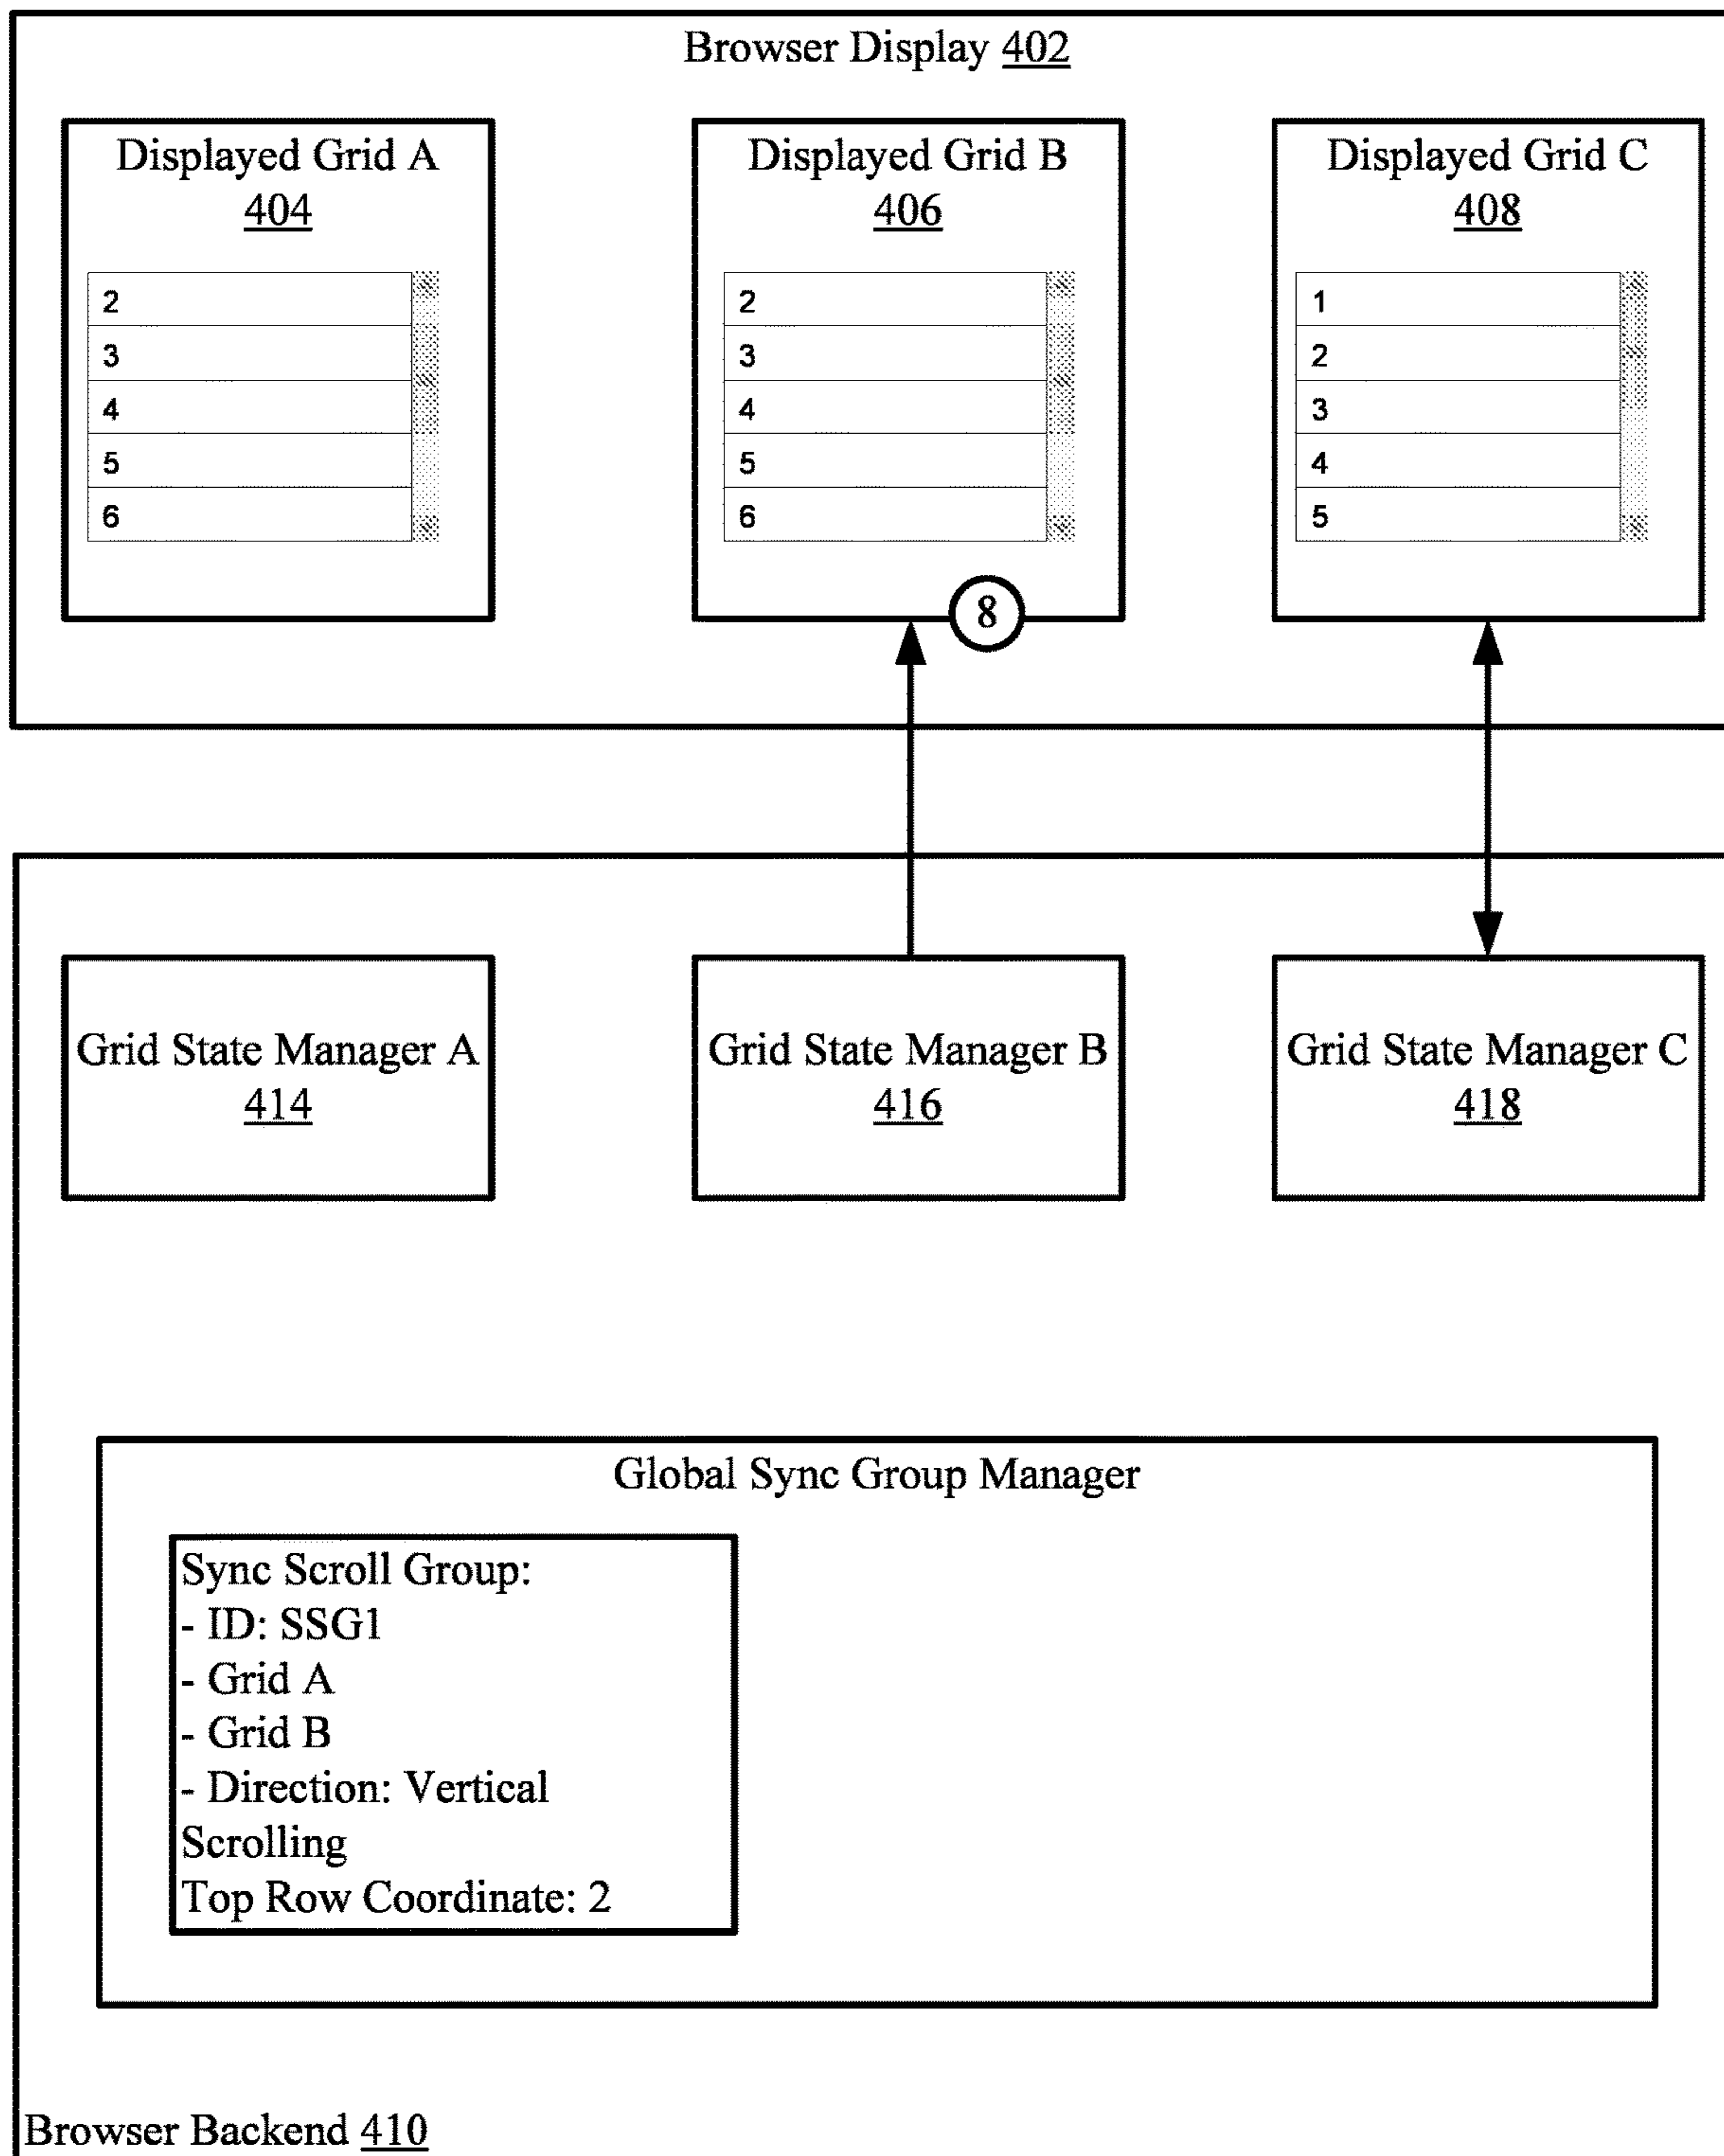 Browser Display 402
Displayed Grid A
404
2
3
4
5
6
Displayed Grid B
406
2
3
4
5
6
8
Displayed Grid C
408
1
2
3
4
5
Grid State Manager A
414
Grid State Manager B
416
Grid State Manager C
418
Global Sync Group Manager
Sync Scroll Group:
- ID: SSG1
- Grid A
- Grid B
- Direction: Vertical
Scrolling
Top Row Coordinate: 2
Browser Backend 410